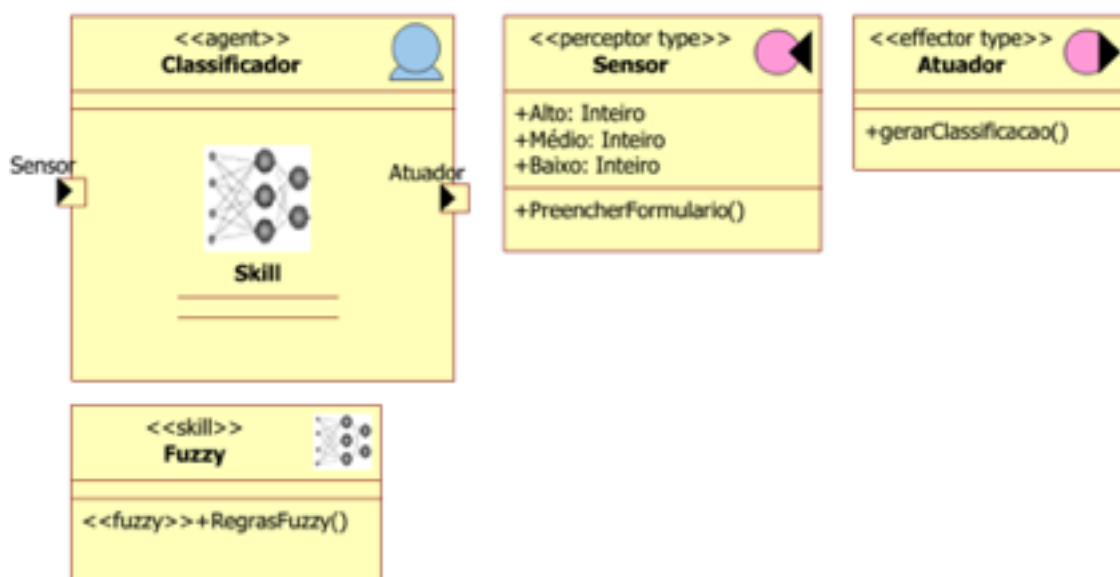 <<agent>>
Classificador
Sensor
Atuador
Skill
<<perceptor type>>
Sensor
+Alto: Inteiro
+Médio: Inteiro
+Baixo: Inteiro
+PreencherFormulario()
<<effector type>>
Atuador
+gerarClassificacao()
<<skill>>
Fuzzy
<<fuzzy>>+RegrasFuzzy()